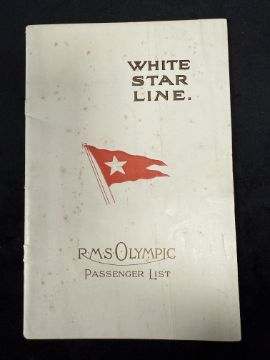 WHITE
STAR
LINE.
R.M.S OLYMPIC
PASSENGER LIST